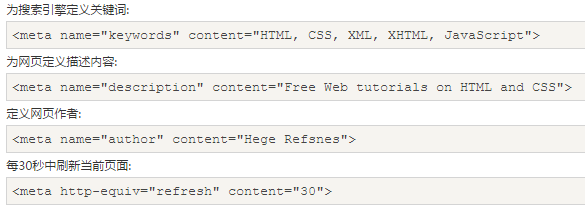 为搜索引擎定义关键词:
<meta name="keywords" content="HTML, CSS, XML, XHTML, JavaScript">
为网页定义描述内容:
<meta name="description" content="Free Web tutorials on HTML and CSS">
定义网页作者:
<meta name="author" content="Hege Refsnes">
每30秒中刷新当前页面:
<meta http-equiv="refresh" content="30">